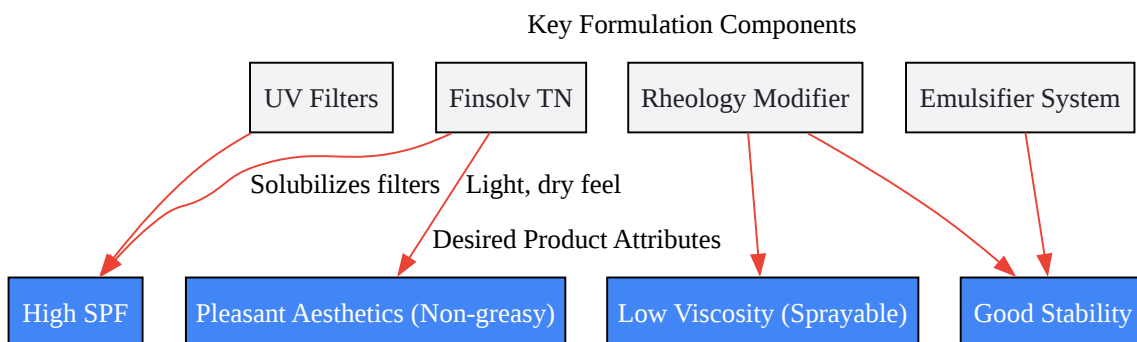 Key Formulation Components
UV Filters
Finsolv TN
Rheology Modifier
Emulsifier System
Solubilizes filters
Light, dry feel
Desired Product Attributes
High SPF
Pleasant Aesthetics (Non-greasy)
Low Viscosity (Sprayable)
Good Stability